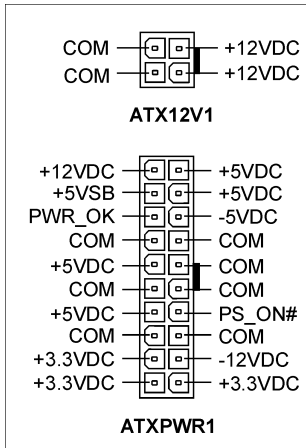 COM +12VDC
COM +12VDC
ATX12V1
+12VDC +5VDC
+5VSB +5VDC
PWR_OK -5VDC
COM COM
+5VDC COM
COM COM
+5VDC PS_ON#
COM COM
+3.3VDC -12VDC
+3.3VDC +3.3VDC
ATXPWR1